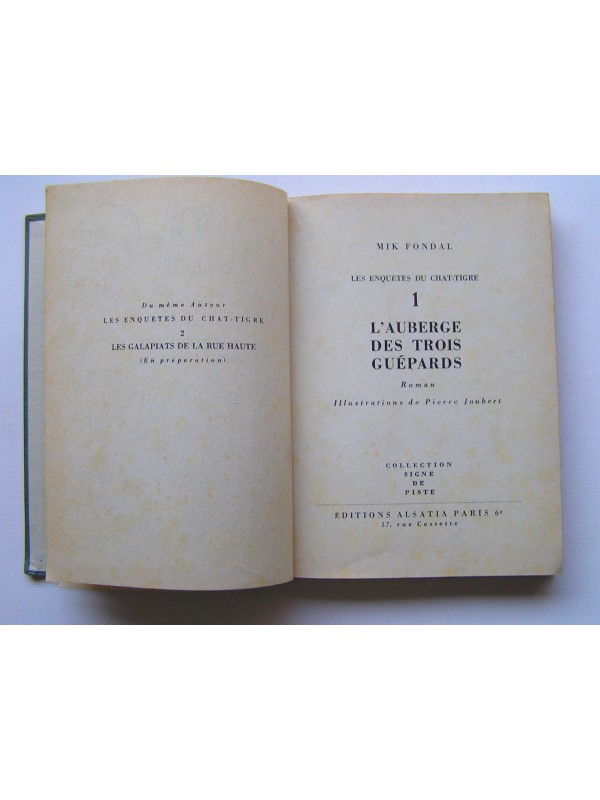 Du même Auteur
LES ENQUÊTES DU CHAT-TIGRE
2
LES GALAPIATS DE LA RUE HAUTE
(En préparation)
MIK FONDAL
LES ENQUÊTES DU CHAT-TIGRE
1
L'AUBERGE
DES TROIS
GUÉPARDS
Roman
Illustrations de Pierre Joubert
COLLECTION
SIGNE
DE
PISTE
ÉDITIONS ALSATIA PARIS 6e
17, rue Cassette